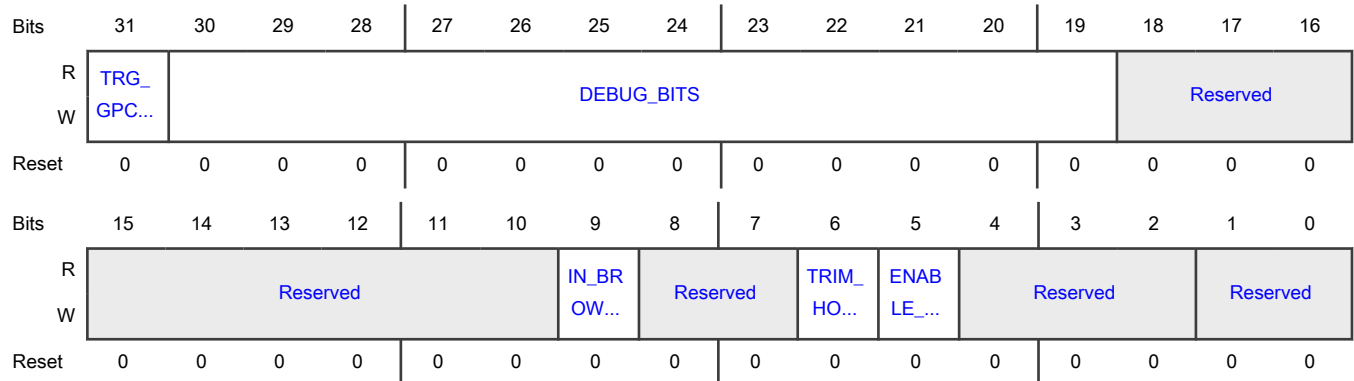 Bits 31 30 29 28 27 26 25 24 23 22 21 20 19 18 17 16
R
W
TRG_
GPC...
DEBUG_BITS
Reserved
Reset 0 0 0 0 0 0 0 0 0 0 0 0 0 0 0 0
Bits 15 14 13 12 11 10 9 8 7 6 5 4 3 2 1 0
R
W
Reserved
IN_BR
OW...
Reserved
TRIM_
HO...
ENAB
LE_...
Reserved
Reserved
Reset 0 0 0 0 0 0 0 0 0 0 0 0 0 0 0 0